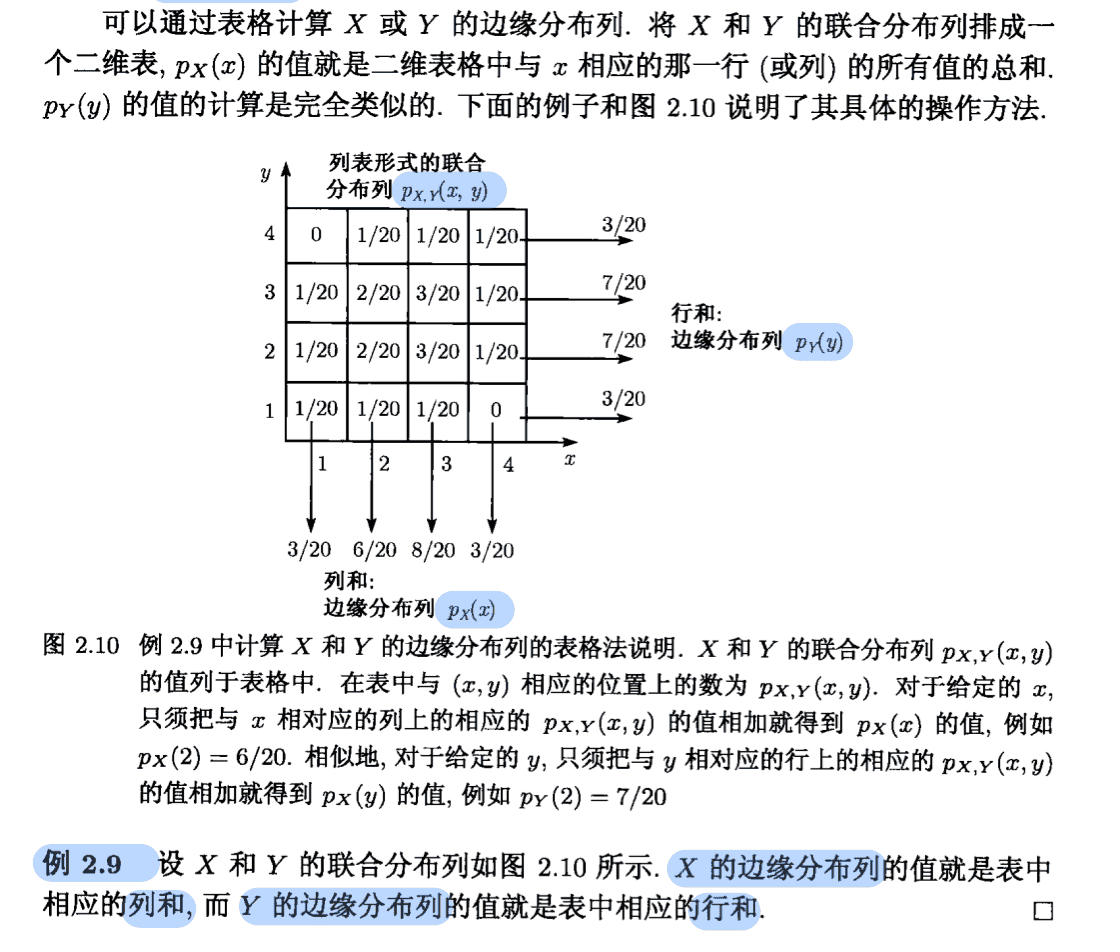 可以通过表格计算 X 或 Y 的边缘分布列. 将 X 和 Y 的联合分布列排成一
个二维表, pX(x) 的值就是二维表格中与 x 相应的那一行 (或列) 的所有值的总和.
pY(y) 的值的计算是完全类似的. 下面的例子和图 2.10 说明了其具体的操作方法.
y 列表形式的联合
分布列 pX,Y(x, y)
4 0 1/20 1/20 1/20 3/20
3 1/20 2/20 3/20 1/20 7/20
行和:
2 1/20 2/20 3/20 1/20 7/20 边缘分布列 pY(y)
1 1/20 1/20 1/20 0 3/20
1 2 3 4 x
3/20 6/20 8/20 3/20
列和:
边缘分布列 pX(x)
图 2.10 例 2.9 中计算 X 和 Y 的边缘分布列的表格法说明. X 和 Y 的联合分布列 pX,Y(x,y)
的值列于表格中. 在表中与 (x,y) 相应的位置上的数为 pX,Y(x,y). 对于给定的 x,
只须把与 x 相对应的列上的相应的 pX,Y(x,y) 的值相加就得到 pX(x) 的值, 例如
pX(2) = 6/20. 相似地, 对于给定的 y, 只须把与 y 相对应的行上的相应的 pX,Y(x,y)
的值相加就得到 pX(y) 的值, 例如 pY(2) = 7/20
例 2.9 设 X 和 Y 的联合分布列如图 2.10 所示. X 的边缘分布列的值就是表中
相应的列和, 而 Y 的边缘分布列的值就是表中相应的行和. □